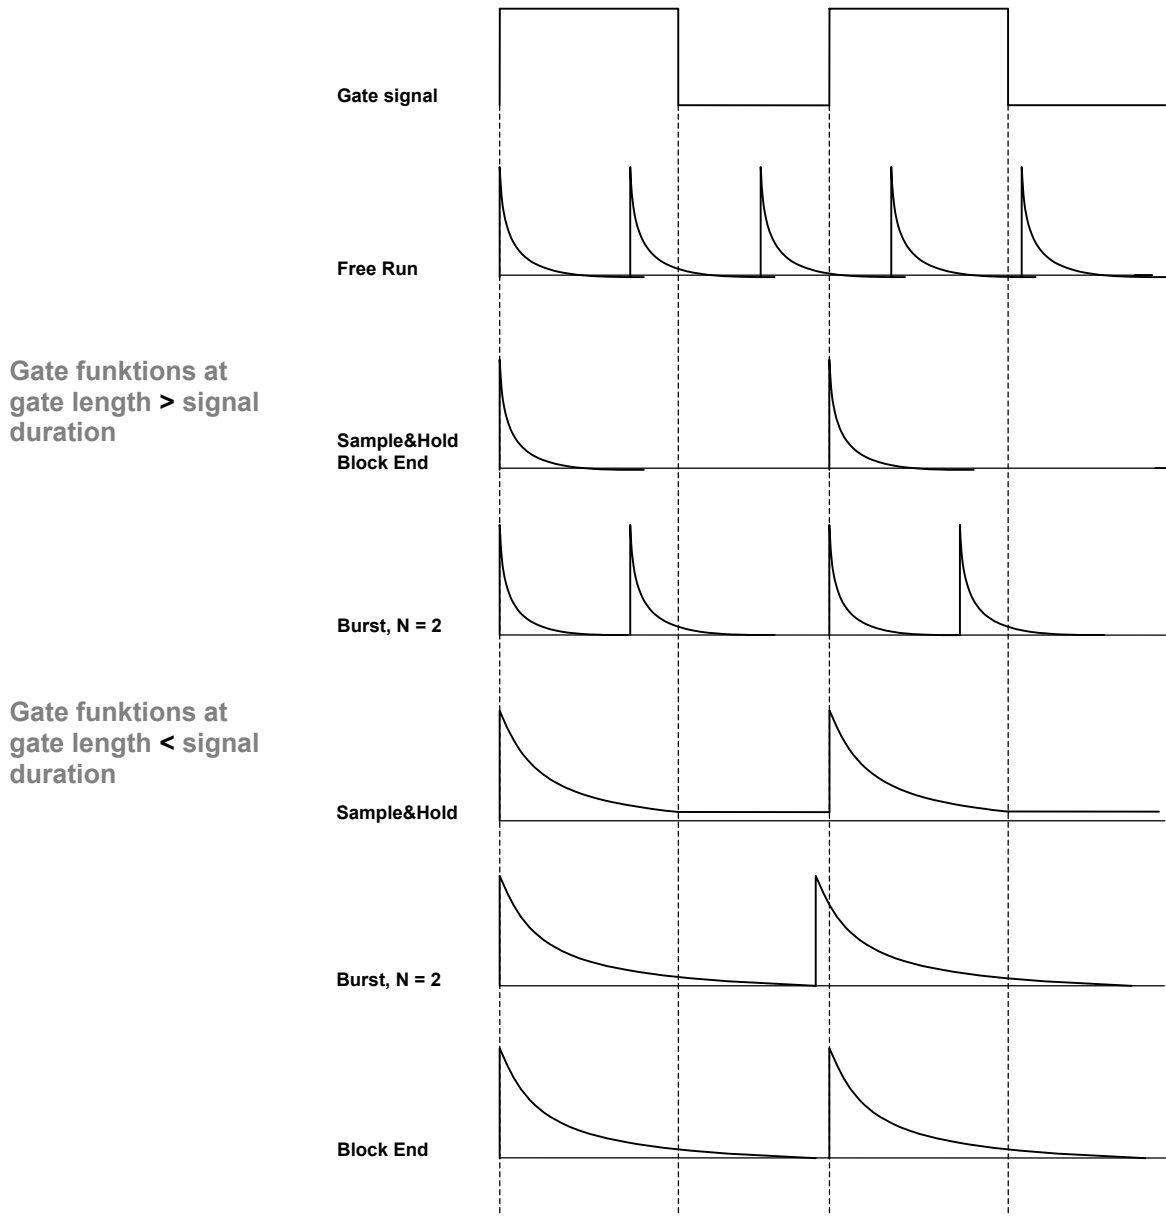 Gate signal
Free Run
Gate funktions at
gate length > signal
duration
Sample&Hold
Block End
Burst, N = 2
Gate funktions at
gate length < signal
duration
Sample&Hold
Burst, N = 2
Block End